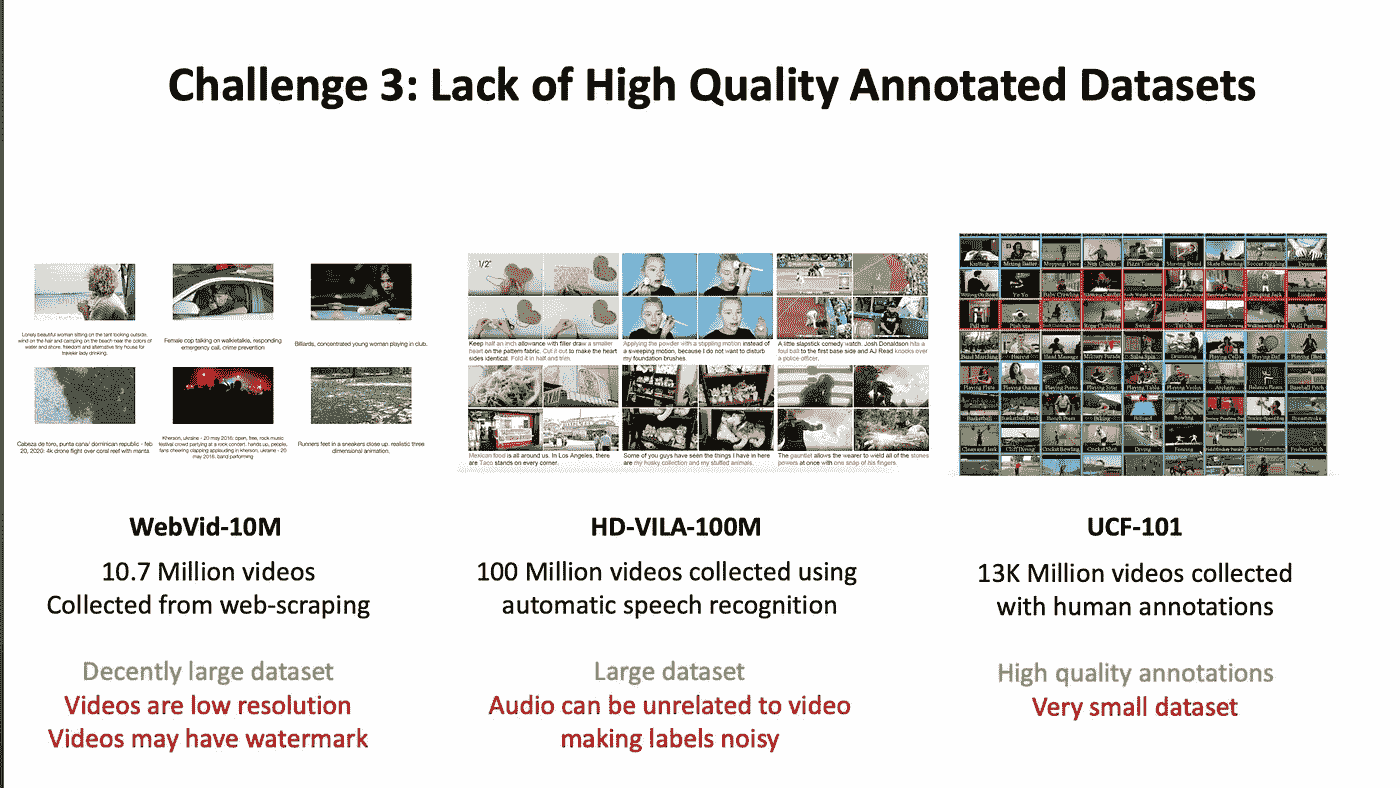 Challenge 3: Lack of High Quality Annotated Datasets
Lonely beautiful woman sitting on the tent looking outside.
wind on the hair and camping on the beach near the colors of
water and shore. freedom and alternative tiny house for
traveler lady drinking.
Female cop talking on walkietalkie, responding
emergency call, crime prevention
Billiards, concentrated young woman playing in club.
Cabeza de toro, punta cana/ dominican republic - feb
20, 2020: 4k drone flight over coral reef with manta
Kherson, ukraine - 20 may 2016: open, free, rock music
festival crowd partying at a rock concert. hands up, people,
fans cheering clapping applauding in kherson, ukraine - 20
may 2016. band performing
Runners feet in a sneakers close up. realistic three
dimensional animation.
1/2"
Keep half an inch allowance with filler draw a smaller
heart on the pattern fabric. Cut it out to make the heart
sides identical. Fold it in half and trim.
Applying the powder with a stippling motion instead of
a sweeping motion, because I do not want to disturb
my foundation brushes.
A little slapstick comedy watch. Josh Donaldson hits a
foul ball to the first base side and AJ Read knocks over
a police officer.
Mexican food is all around us. In Los Angeles, there
are Taco stands on every corner.
Some of you guys have seen the things I have in here
are my husky collection and my stuffed animals.
The gauntlet allows the wearer to wield all of the stones
powers at once with one snap of his fingers.
Knitting
Mopping Floor
Nun Chucks
Pizza Tossing
Shaving Beard
Skate Boarding
Soccer Juggling
Typing
Writing On Board
Yo Yo
Baby Crawling
Lunges
Pull ups
Push ups
Rope Climbing
Swing
Tai Chi
Wall Pushups
Band Marching
Haircut
Head Massage
Military Parade
Salsa Spin
Drumming
Playing Cello
Playing Daf
Playing Dhol
Playing Flute
Playing Guitar
Playing Piano
Playing Sitar
Playing Tabla
Playing Violin
Archery
Balance Beam
Baseball Pitch
Basketball
Basketball Dunk
Bench Press
Biking
Billiard
Bowling
Breaststroke
Clean and Jerk
Cliff Diving
Cricket Bowling
Cricket Shot
Diving
Fencing
Floor Gymnastics
Frisbee Catch
WebVid-10M
10.7 Million videos
Collected from web-scraping
Decently large dataset
Videos are low resolution
Videos may have watermark
HD-VILA-100M
100 Million videos collected using
automatic speech recognition
Large dataset
Audio can be unrelated to video
making labels noisy
UCF-101
13K Million videos collected
with human annotations
High quality annotations
Very small dataset